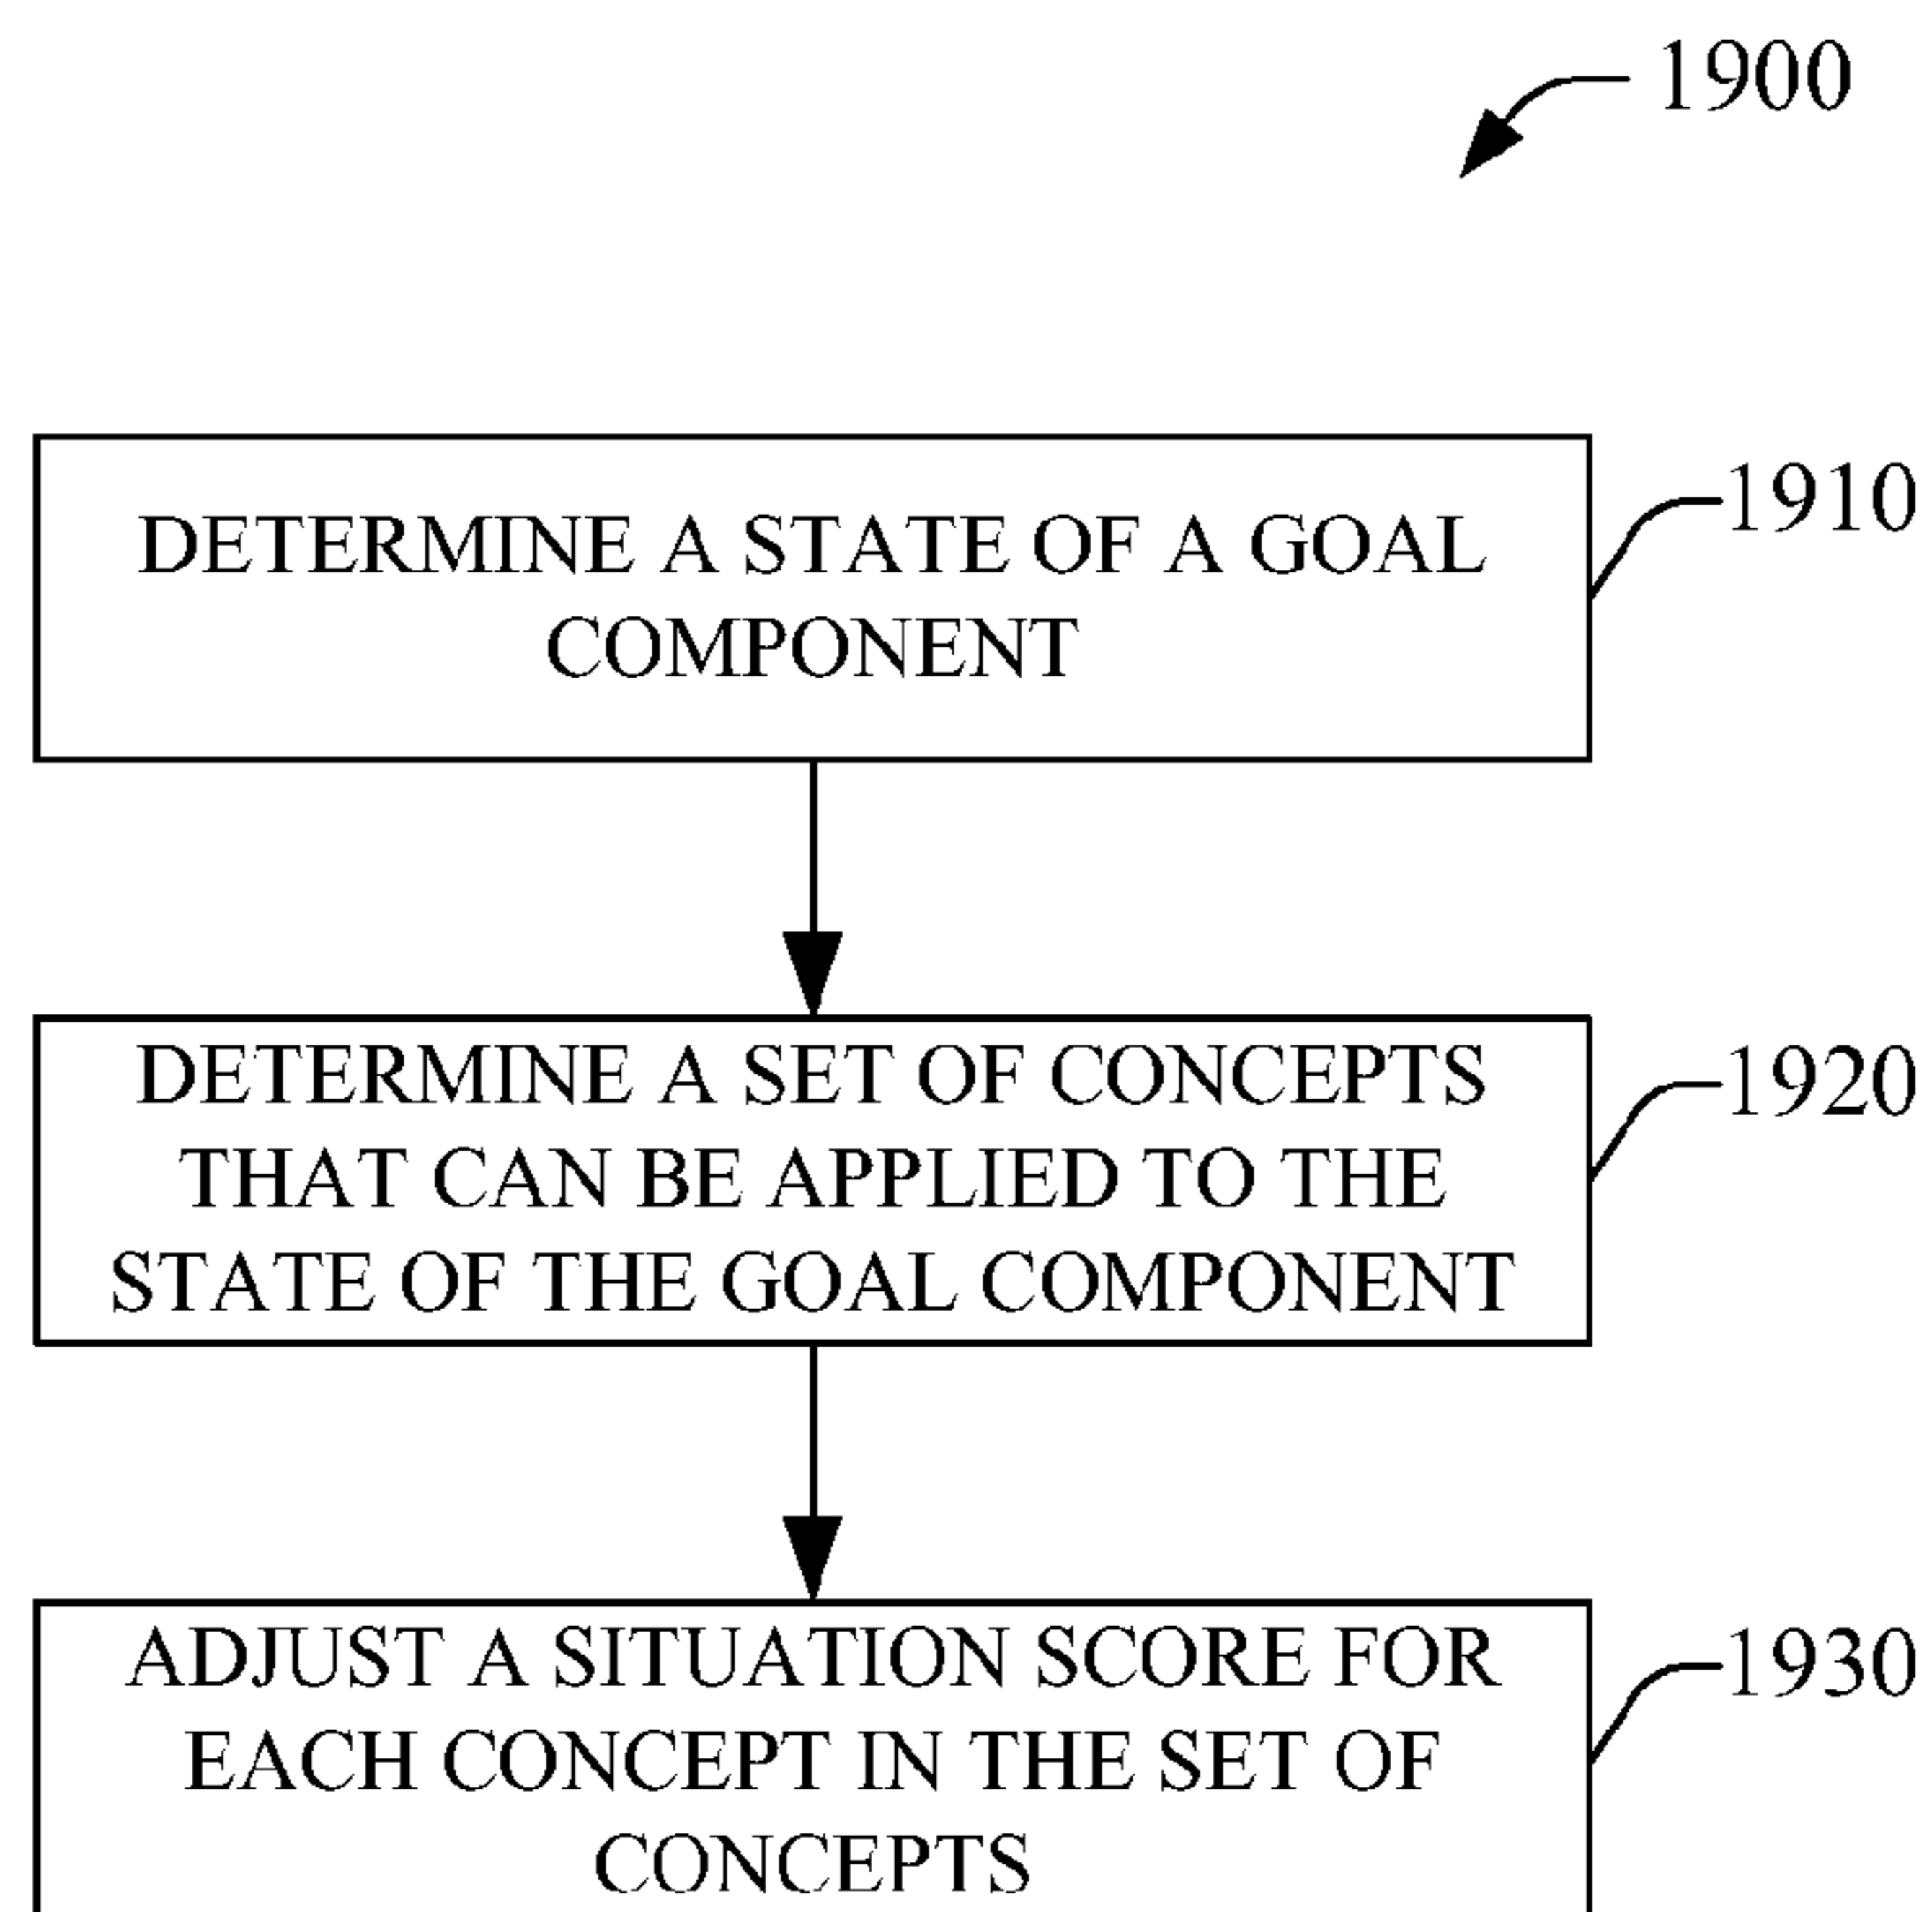 1900
DETERMINE A STATE OF A GOAL
COMPONENT
1910
DETERMINE A SET OF CONCEPTS
THAT CAN BE APPLIED TO THE
STATE OF THE GOAL COMPONENT
1920
ADJUST A SITUATION SCORE FOR
EACH CONCEPT IN THE SET OF
CONCEPTS
1930